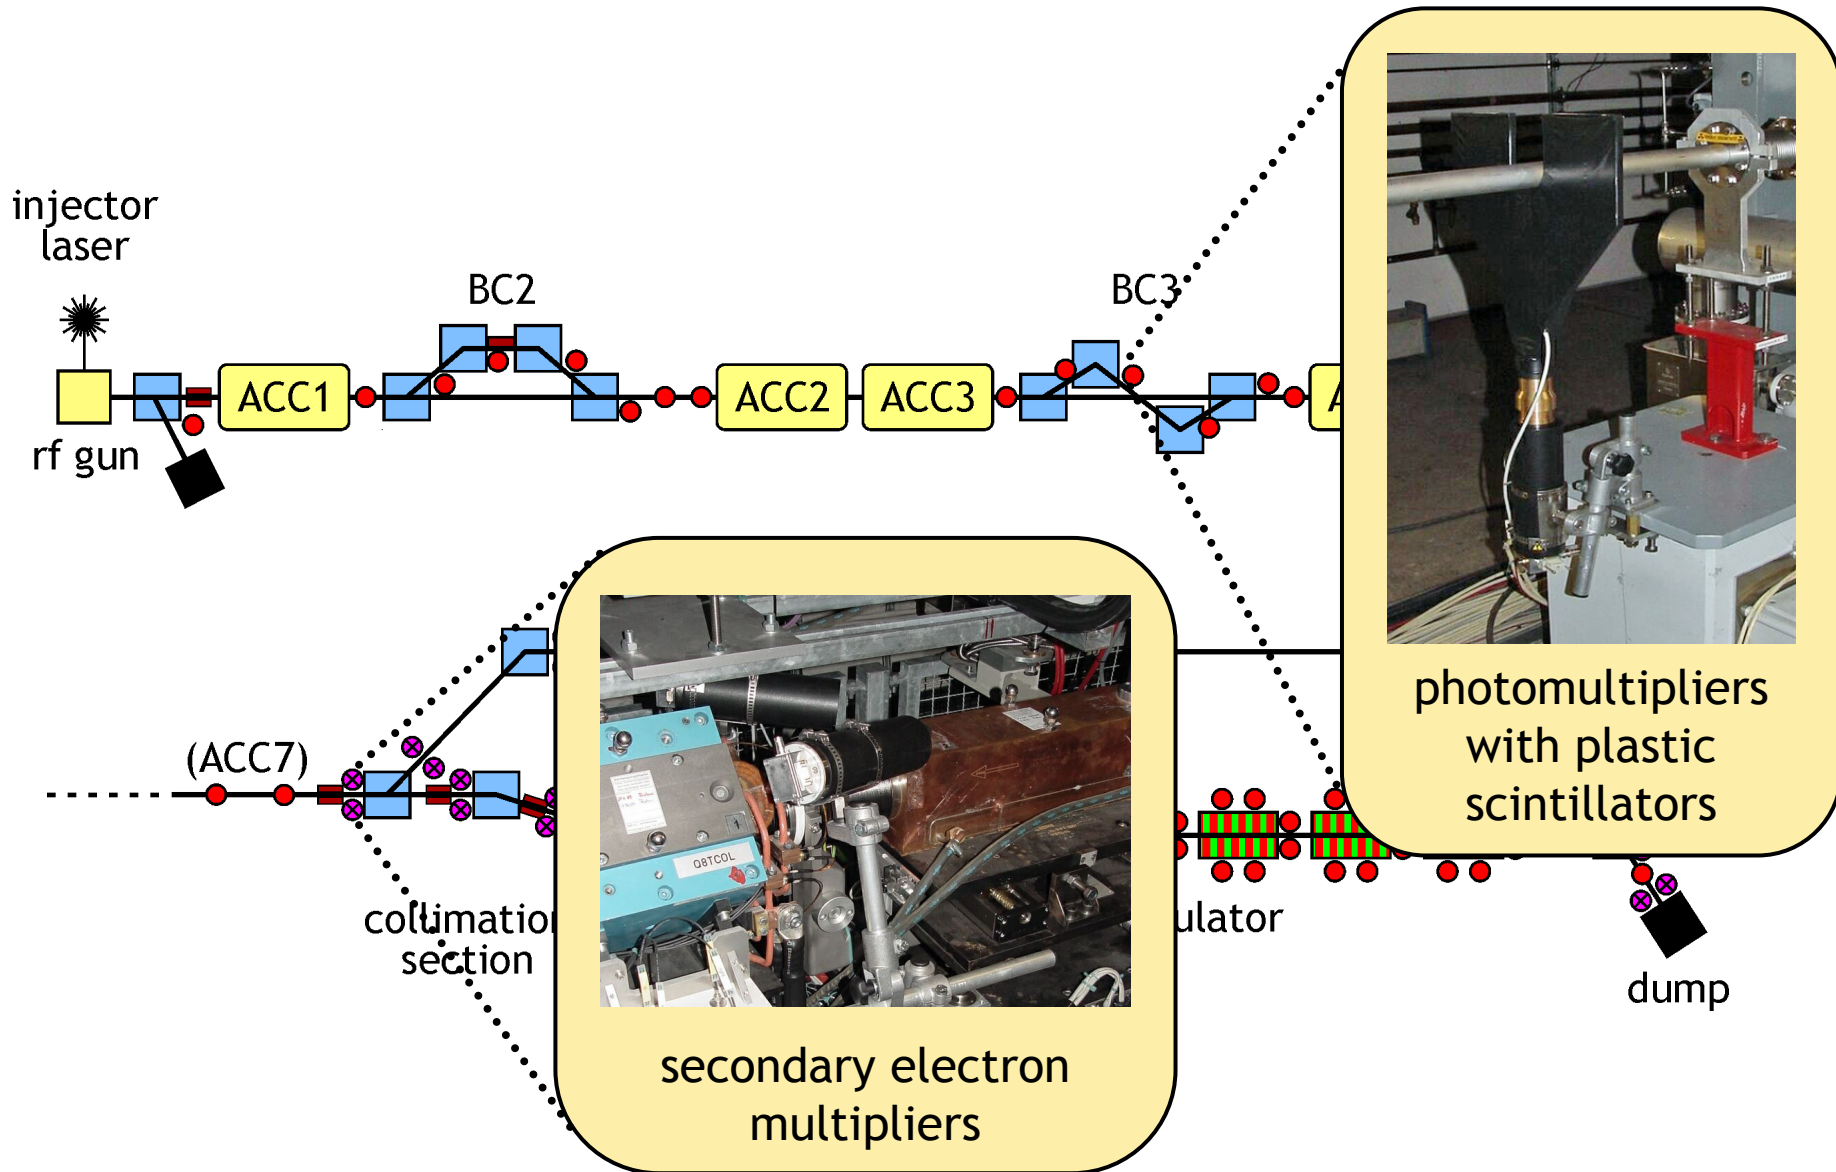 injector
laser
BC2
BC3
ACC1
ACC2
ACC3
A
rf gun
(ACC7)
collimation
section
Q8TCOL
1
secondary electron
multipliers
photomultipliers
with plastic
scintillators
ulator
dump